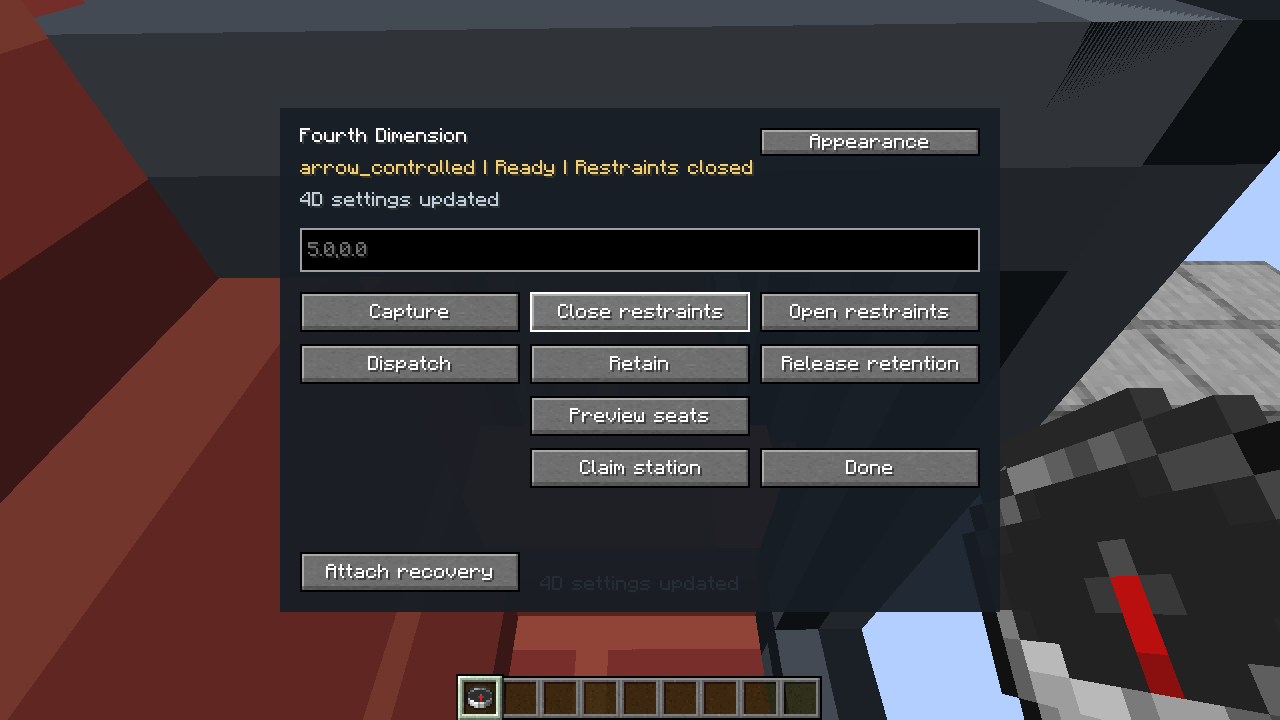 Fourth Dimension
Appearance
arrow_controlled | Ready | Restraints closed
4D settings updated
5.0,0.0
Capture
Close restraints
Open restraints
Dispatch
Retain
Release retention
Preview seats
Claim station
Done
Attach recovery
4D settings updated